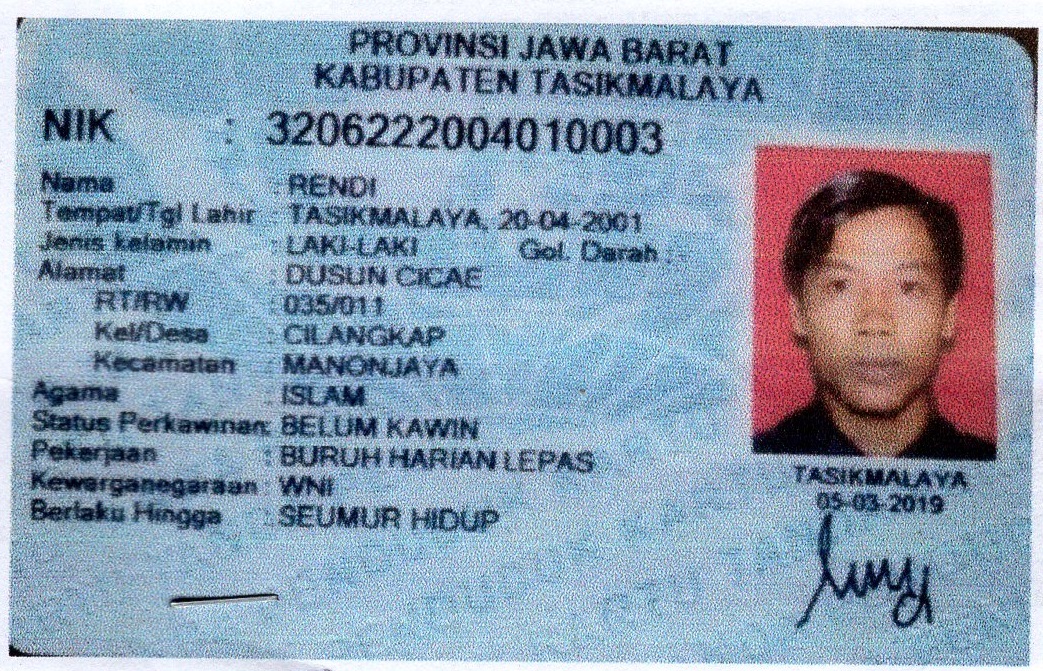 PROVINSI JAWA BARAT
KABUPATEN TASIKMALAYA
NIK : 3206222004010003
Nama : RENDI
Tempat/Tgl Lahir : TASIKMALAYA, 20-04-2001
Jenis kelamin : LAKI-LAKI Gol. Darah : -
Alamat : DUSUN CICAE
RT/RW : 035/011
Kel/Desa : CILANGKAP
Kecamatan : MANONJAYA
Agama : ISLAM
Status Perkawinan: BELUM KAWIN
Pekerjaan : BURUH HARIAN LEPAS
Kewarganegaraan : WNI
Berlaku Hingga : SEUMUR HIDUP
TASIKMALAYA
05-03-2019